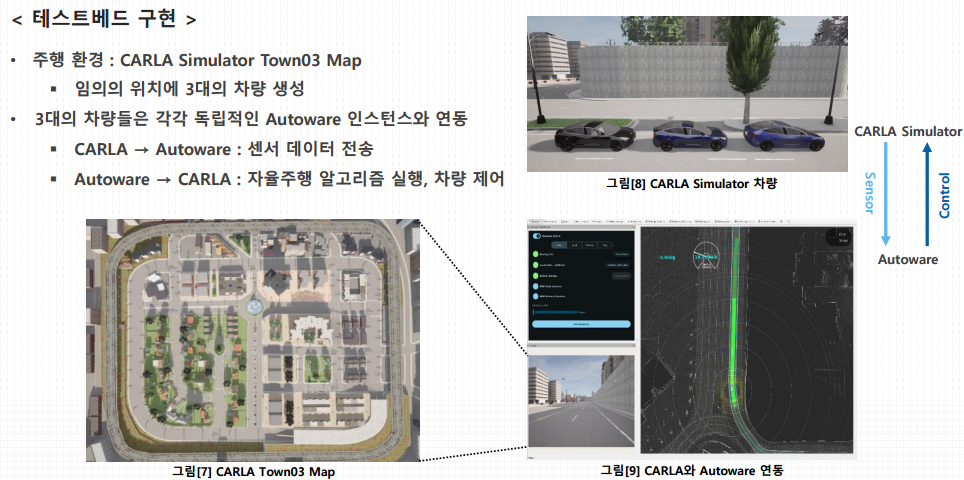 < 테스트베드 구현 >
• 주행 환경 : CARLA Simulator Town03 Map
▪ 임의의 위치에 3대의 차량 생성
• 3대의 차량들은 각각 독립적인 Autoware 인스턴스와 연동
▪ CARLA → Autoware : 센서 데이터 전송
▪ Autoware → CARLA : 자율주행 알고리즘 실행, 차량 제어
그림[8] CARLA Simulator 차량
CARLA Simulator
Sensor
Control
Autoware
그림[7] CARLA Town03 Map
그림[9] CARLA와 Autoware 연동